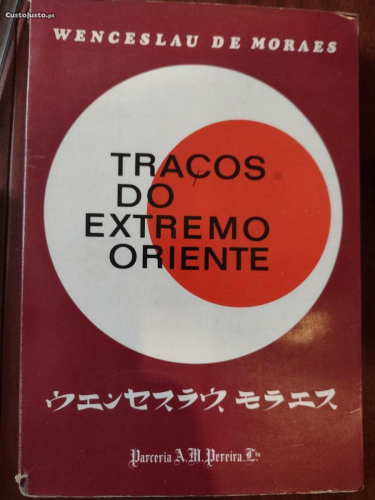 CustoJusto.pt
WENCESLAU DE MORAES
TRAÇOS
DO
EXTREMO
ORIENTE
ウエンセスラウス モラエス
Parceria A.M. Pereira, L.da